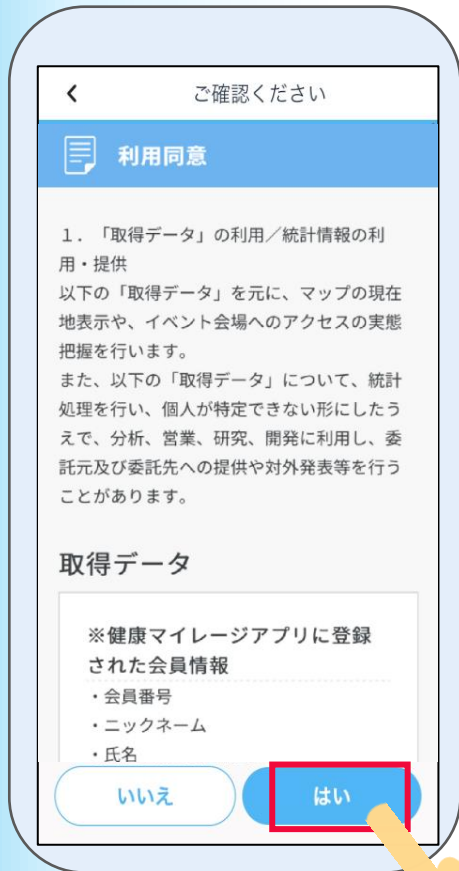 ご確認ください
利用同意
１．「取得データ」の利用／統計情報の利
用・提供
以下の「取得データ」を元に、マップの現在
地表示や、イベント会場へのアクセスの実態
把握を行います。
また、以下の「取得データ」について、統計
処理を行い、個人が特定できない形にしたう
えで、分析、営業、研究、開発に利用し、委
託元及び委託先への提供や対外発表等を行う
ことがあります。
取得データ
※健康マイレージアプリに登録
された会員情報
・会員番号
・ニックネーム
・氏名
いいえ
はい